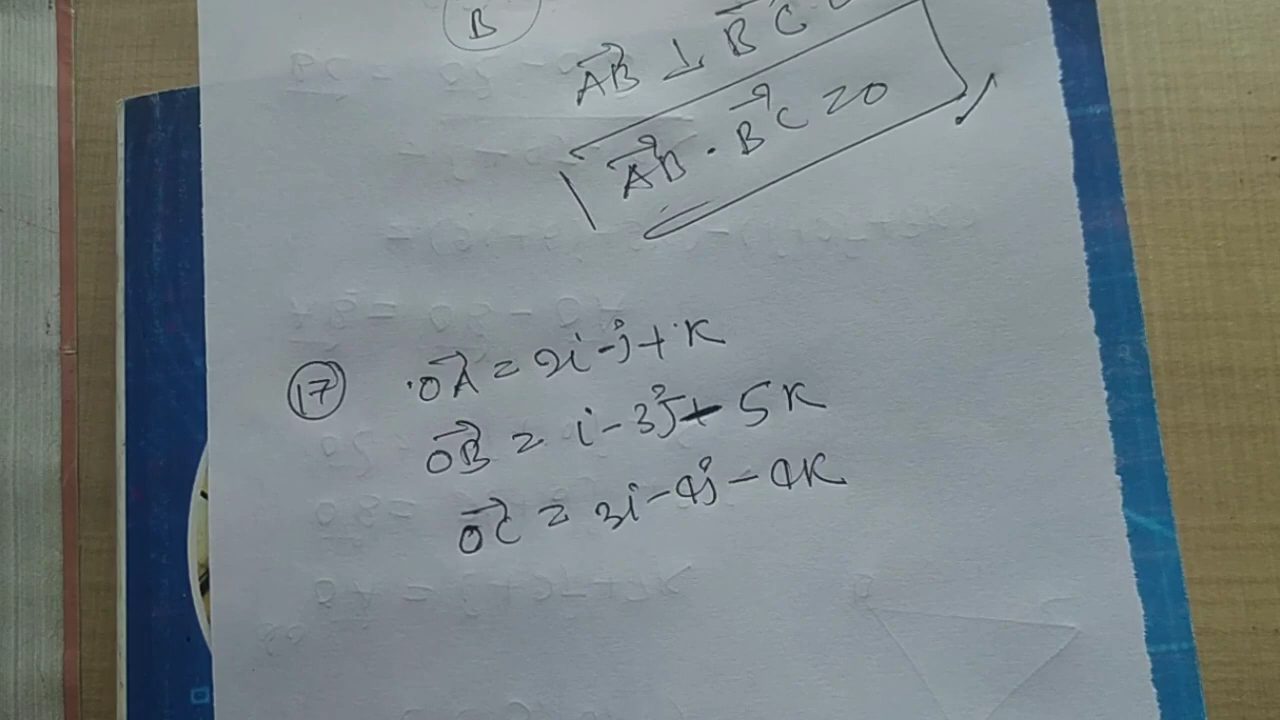 B
AB ⊥ BC
AB · BC = 0
17 OA = 2i - j + k
OB = i - 3j - 5k
OC = 3i - 4j - 4k